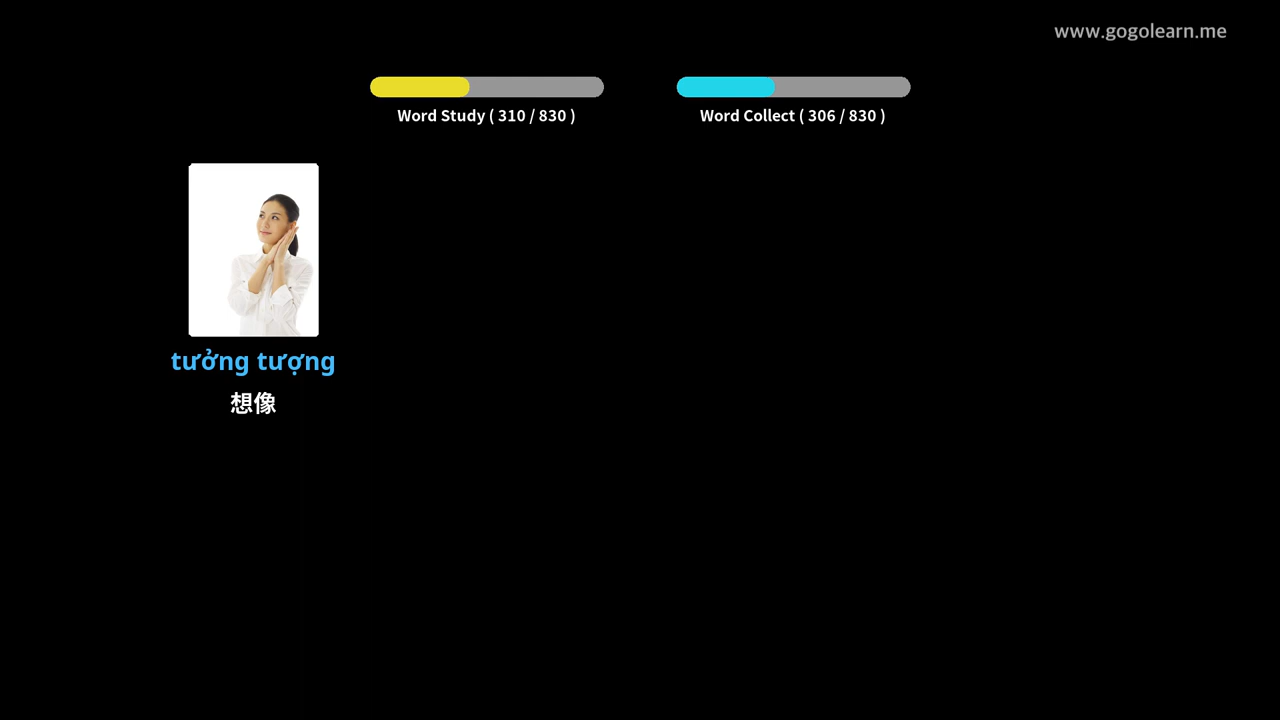 www.gogolearn.me
Word Study ( 310 / 830 )
Word Collect ( 306 / 830 )
tưởng tượng
想像